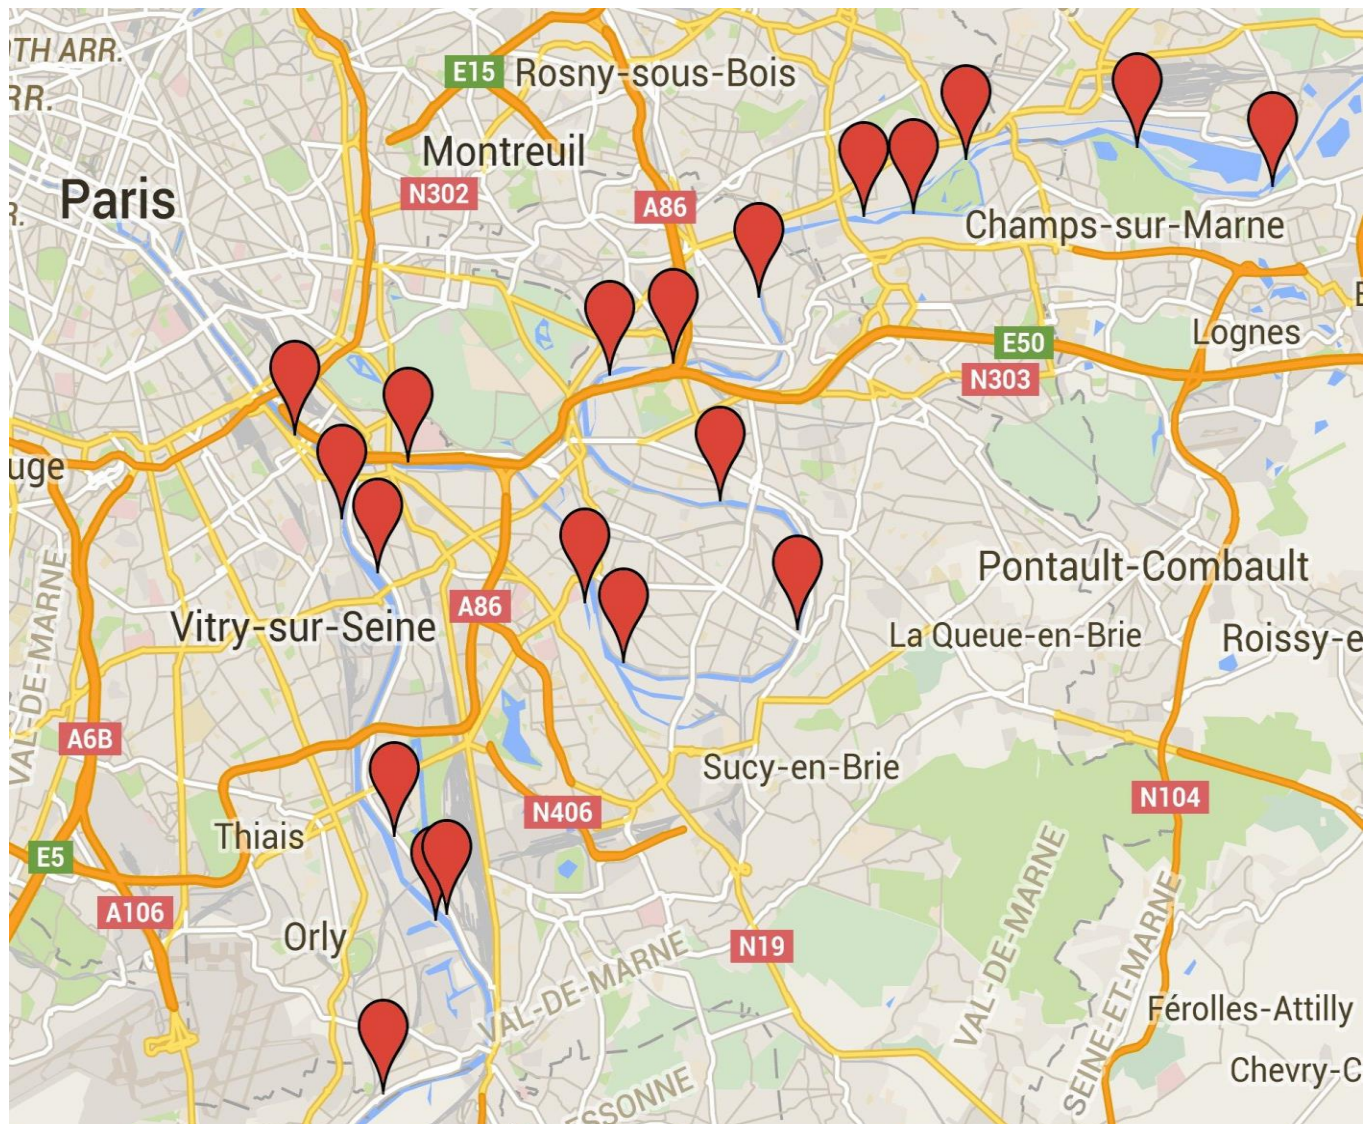 TH ARR.
E15
Rosny-sous-Bois
RR.
Montreuil
N302
Paris
A86
R.
Champs-sur-Marne
E50
Lognes
N303
uge
Pontault-Combault
A86
Vitry-sur-Seine
La Queue-en-Brie
Roissy-e
VAL-DE-MARNE
A6B
Sucy-en-Brie
N406
N104
Thiais
E5
A106
Orly
N19
VAL-DE-MARNE
VAL-DE-MARNE
SEINE-ET-MARNE
Férolles-Attilly
Chevry-C
ESSONNE